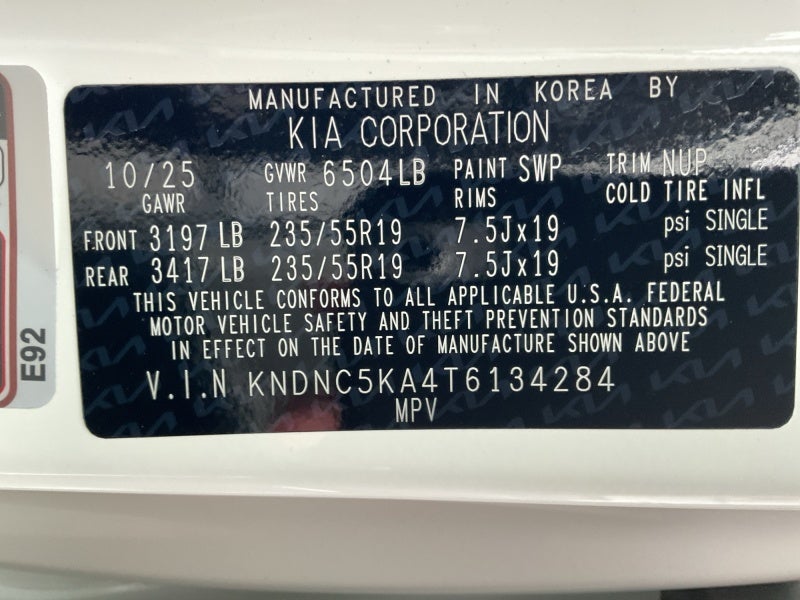 MANUFACTURED IN KOREA BY
KIA CORPORATION
10/25 GVWR 6504LB PAINT SWP TRIM NUP
GAWR TIRES RIMS COLD TIRE INFL
FRONT 3197 LB 235/55R19 7.5Jx19 psi SINGLE
REAR 3417 LB 235/55R19 7.5Jx19 psi SINGLE
THIS VEHICLE CONFORMS TO ALL APPLICABLE U.S.A. FEDERAL
MOTOR VEHICLE SAFETY AND THEFT PREVENTION STANDARDS
IN EFFECT ON THE DATE OF MANUFACTURE SHOWN ABOVE
V.I.N KNDNC5KA4T6134284
MPV
E92